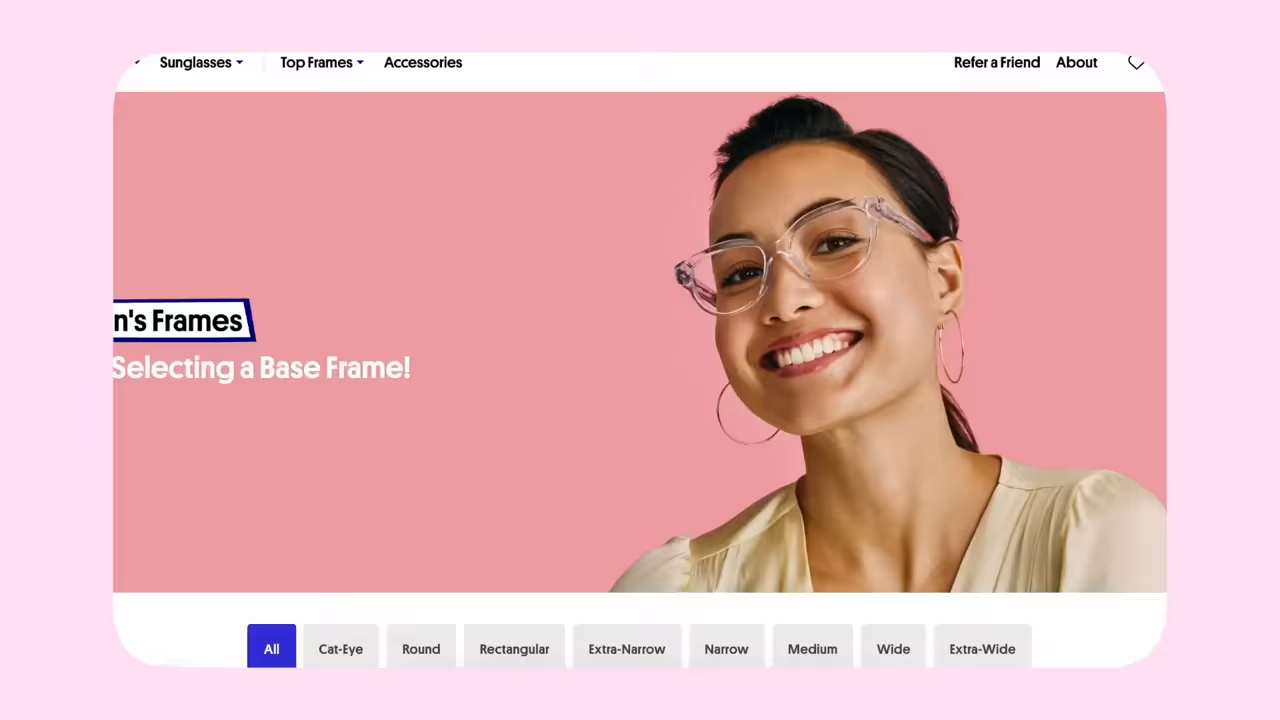 Sunglasses Top Frames Accessories Refer a Friend About
n's Frames
Selecting a Base Frame!
All Cat-Eye Round Rectangular Extra-Narrow Narrow Medium Wide Extra-Wide